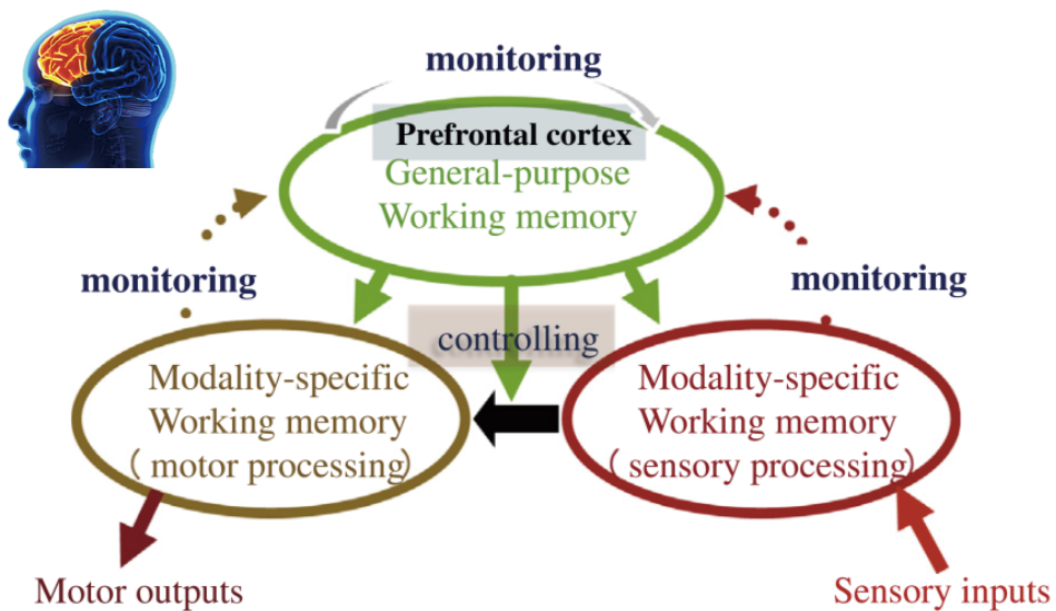 monitoring
Prefrontal cortex
General-purpose
Working memory
monitoring
monitoring
controlling
Modality-specific
Working memory
( motor processing)
Modality-specific
Working memory
( sensory processing)
Motor outputs
Sensory inputs